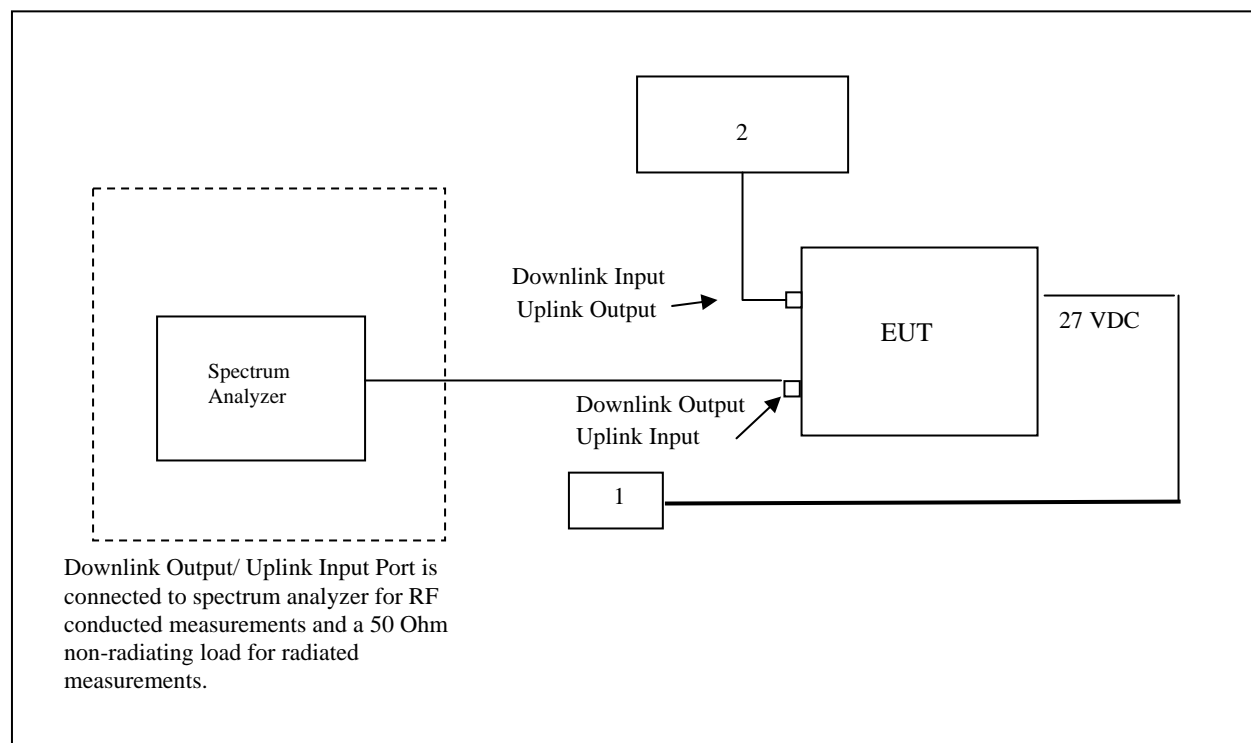 2
Downlink Input
Uplink Output
EUT
27 VDC
Spectrum
Analyzer
Downlink Output
Uplink Input
1
Downlink Output/ Uplink Input Port is
connected to spectrum analyzer for RF
conducted measurements and a 50 Ohm
non-radiating load for radiated
measurements.